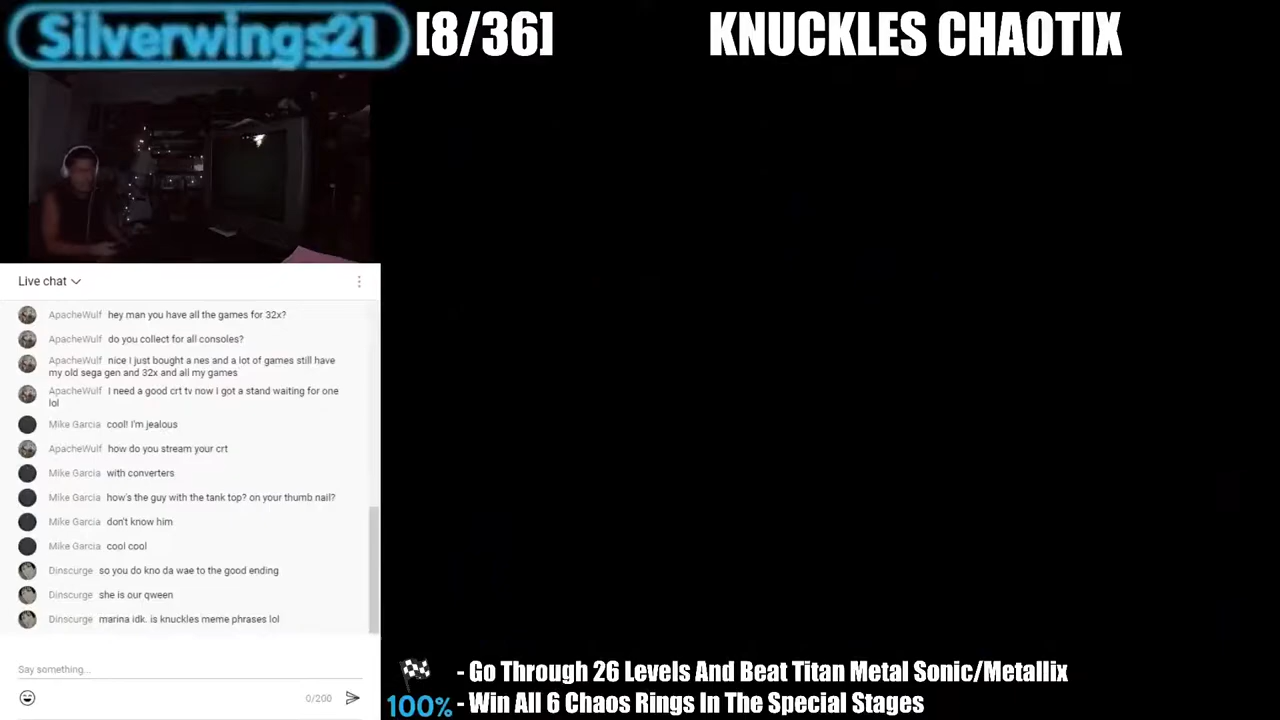 Silverwings21
[8/36]
KNUCKLES CHAOTIX
Live chat
ApacheWulf hey man you have all the games for 32x?
ApacheWulf do you collect for all consoles?
ApacheWulf nice I just bought a nes and a lot of games still have
my old sega gen and 32x and all my games
ApacheWulf I need a good crt tv now I got a stand waiting for one
lol
Mike Garcia cool! I'm jealous
ApacheWulf how do you stream your crt
Mike Garcia with converters
Mike Garcia how's the guy with the tank top? on your thumb nail?
Mike Garcia don't know him
Mike Garcia cool cool
Dinscurge so you do kno da wae to the good ending
Dinscurge she is our qween
Dinscurge marina idk. is knuckles meme phrases lol
Say something...
0/200
- Go Through 26 Levels And Beat Titan Metal Sonic/Metallix
100% - Win All 6 Chaos Rings In The Special Stages